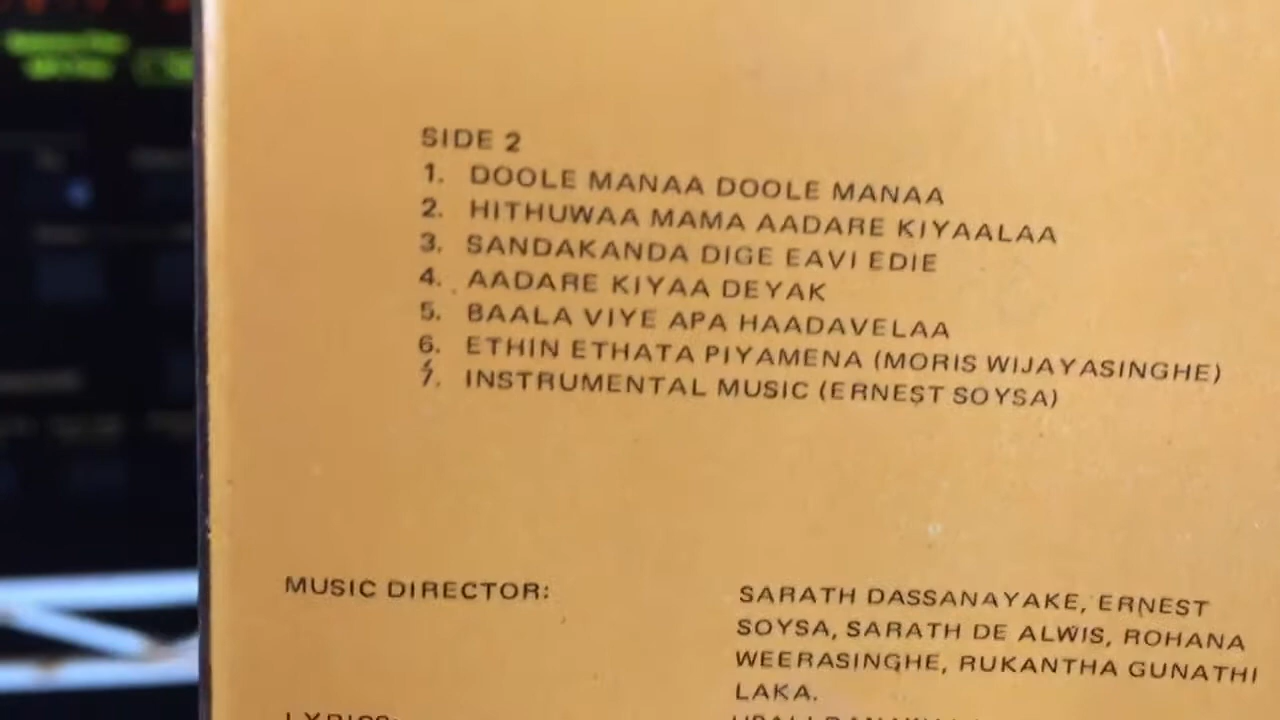 SIDE 2
1. DOOLE MANAA DOOLE MANAA
2. HITHUWAA MAMA AADARE KIYAALAA
3. SANDAKANDA DIGE EAVI EDIE
4. AADARE KIYAA DEYAK
5. BAALA VIYE APA HAADAVELAA
6. ETHIN ETHATA PIYAMENA (MORIS WIJAYASINGHE)
7. INSTRUMENTAL MUSIC (ERNEST SOYSA)
MUSIC DIRECTOR: SARATH DASSANAYAKE, ERNEST
SOYSA, SARATH DE ALWIS, ROHANA
WEERASINGHE, RUKANTHA GUNATHI
LAKA.
LYRICS: